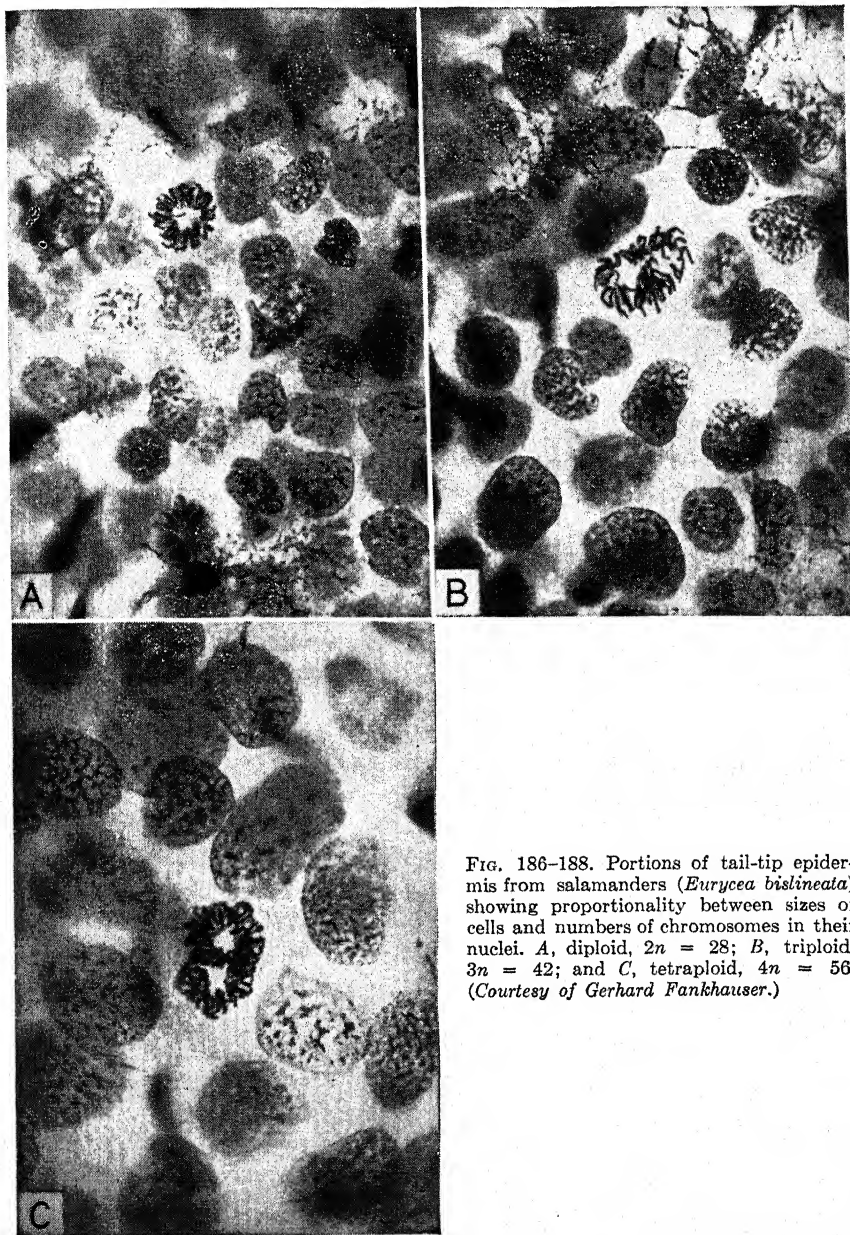 A
B
C
FIG. 186–188. Portions of tail-tip epider-
mis from salamanders (Eurycea bislineata)
showing proportionality between sizes o
cells and numbers of chromosomes in thei
nuclei. A, diploid, 2n = 28; B, triploid
3n = 42; and C, tetraploid, 4n = 56
(Courtesy of Gerhard Fankhauser.)